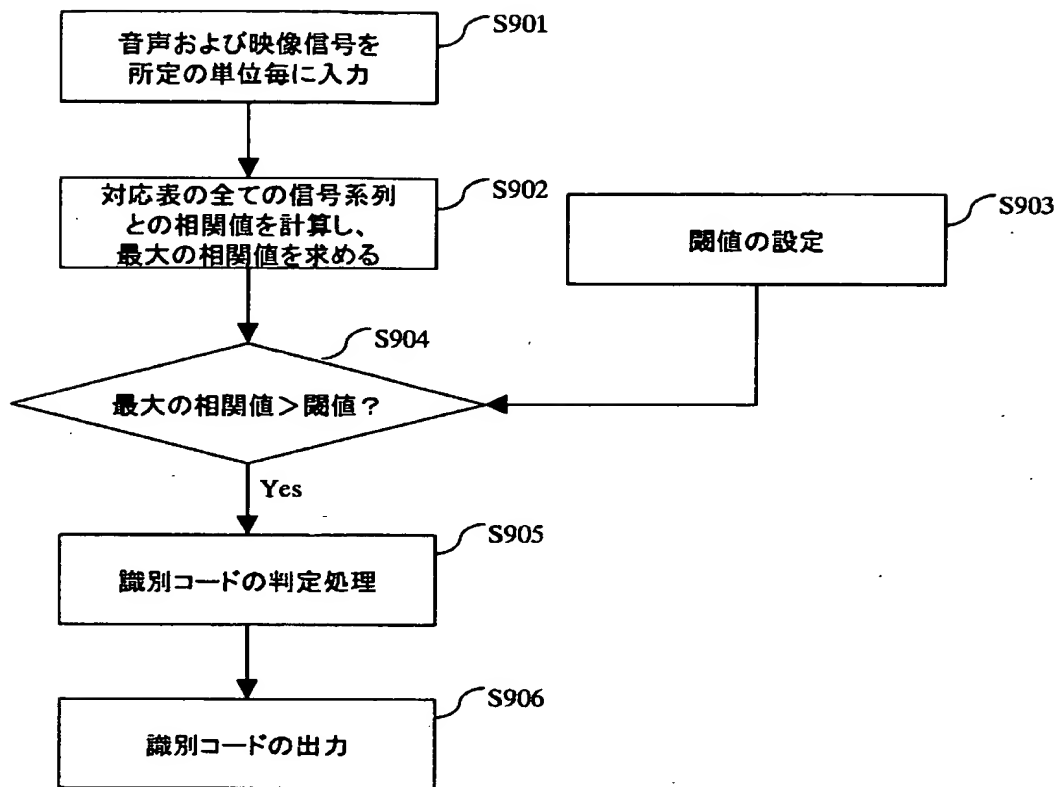 S901
音声および映像信号を
所定の単位毎に入力
S902
対応表の全ての信号系列
との相関値を計算し、
最大の相関値を求める
S903
閾値の設定
S904
最大の相関値＞閾値？
Yes
S905
識別コードの判定処理
S906
識別コードの出力